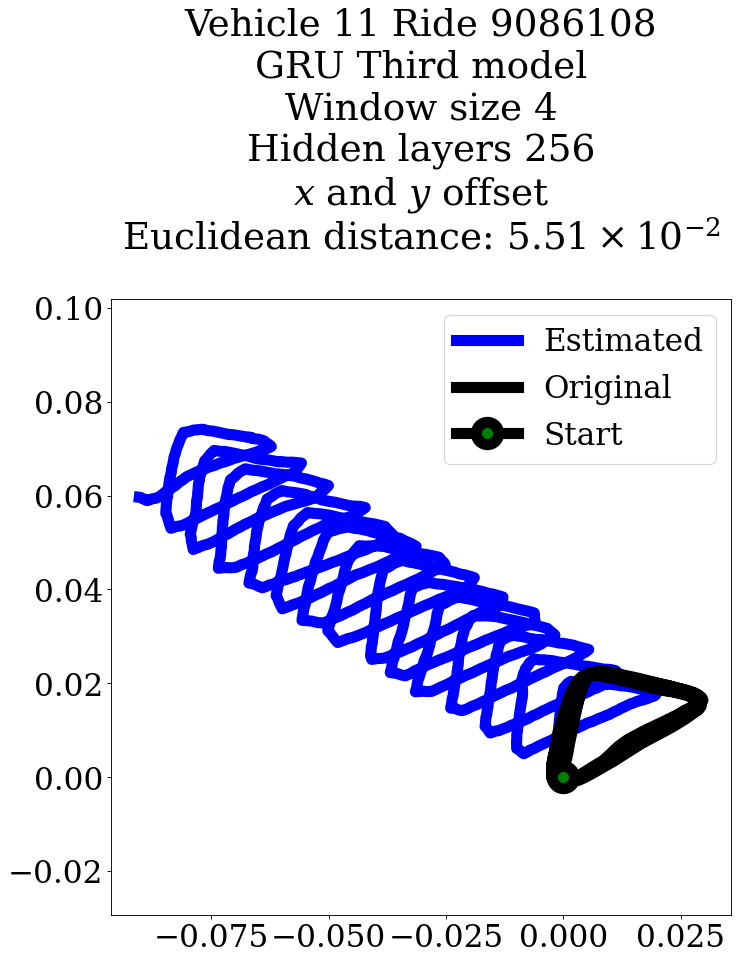 Vehicle 11 Ride 9086108
GRU Third model
Window size 4
Hidden layers 256
x and y offset
Euclidean distance: 5.51 × 10⁻²
Estimated
Original
Start
0.10
0.08
0.06
0.04
0.02
0.00
−0.02
−0.075 −0.050 −0.025 0.000 0.025